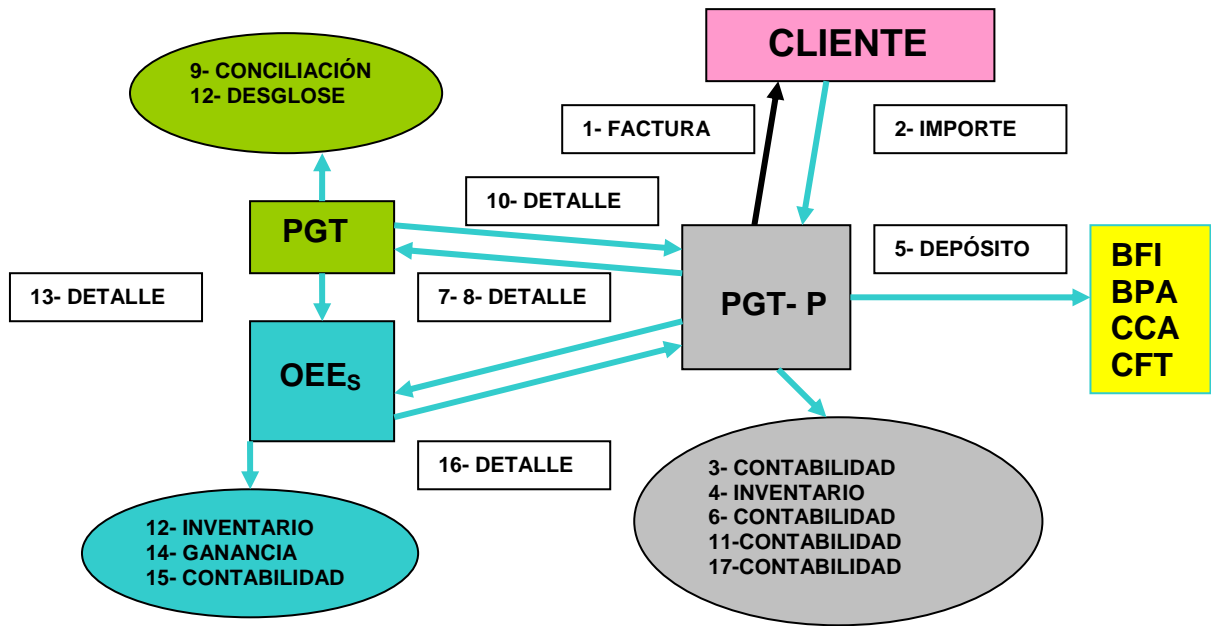 CLIENTE
9- CONCILIACIÓN
12- DESGLOSE
1- FACTURA
2- IMPORTE
10- DETALLE
PGT
5- DEPÓSITO
BFI
BPA
CCA
CFT
13- DETALLE
7- 8- DETALLE
PGT- P
OEES
16- DETALLE
3- CONTABILIDAD
4- INVENTARIO
6- CONTABILIDAD
11-CONTABILIDAD
17-CONTABILIDAD
12- INVENTARIO
14- GANANCIA
15- CONTABILIDAD